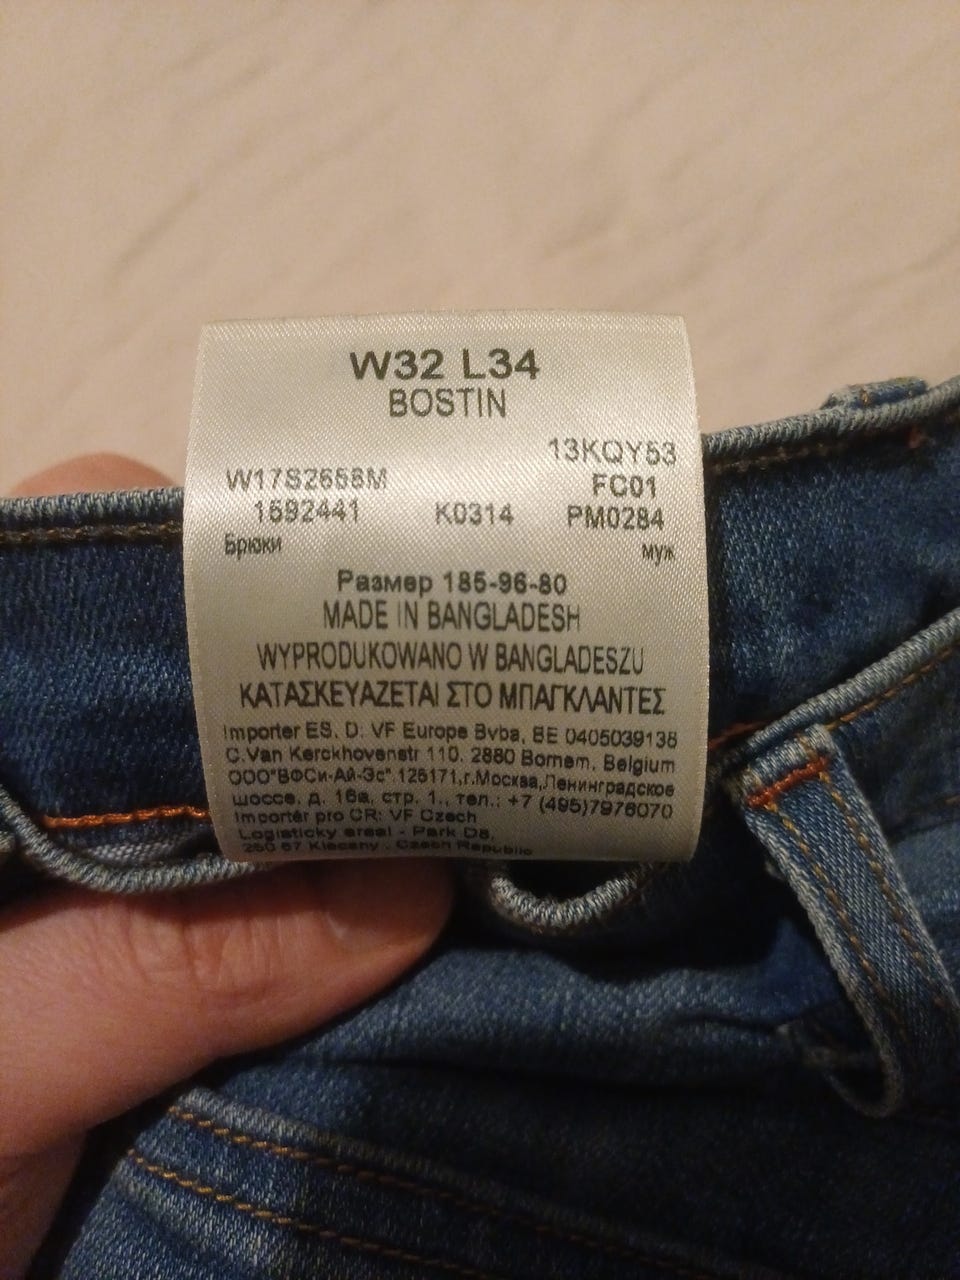 W32 L34
BOSTIN
13KQY53
W17S2658M FC01
1592441 K0314 PM0284
Брюки муж
Размер 185-96-80
MADE IN BANGLADESH
WYPRODUKOWANO W BANGLADESZU
ΚΑΤΑΣΚΕΥΑΖΕΤΑΙ ΣΤΟ ΜΠΑΓΚΛΑΝΤΕΣ
Importer ES, D: VF Europe Bvba, BE 0405039138
C.Van Kerckhovenstr 110, 2880 Bornem, Belgium
ООО"ВФСи-Ай-Эс",125171,г.Москва,Ленинградское
шоссе, д. 16а, стр. 1., тел.: +7 (495)7976070
Importér pro CR: VF Czech
Logisticky areal - Park D8,
250 67 Klecany - Czech Republic